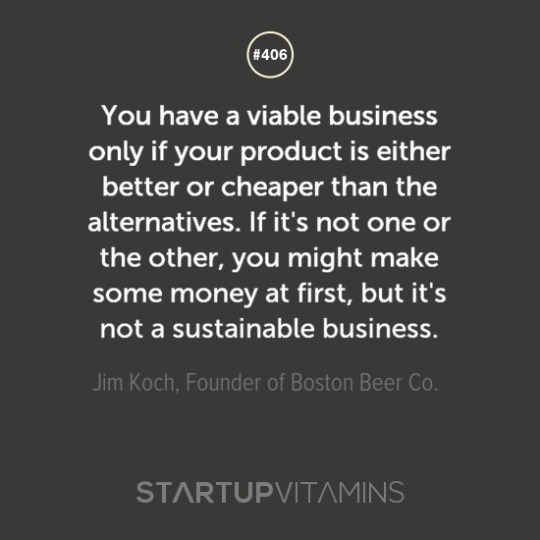 #406
You have a viable business
only if your product is either
better or cheaper than the
alternatives. If it's not one or
the other, you might make
some money at first, but it's
not a sustainable business.
Jim Koch, Founder of Boston Beer Co.
STARTUPVITAMINS